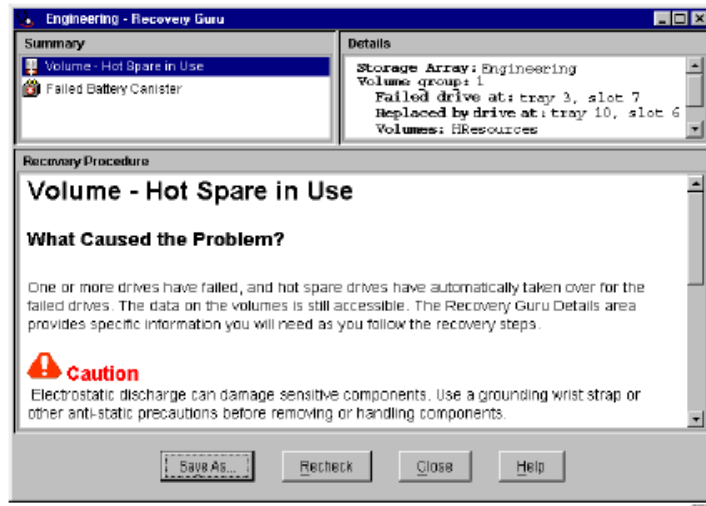 Engineering - Recovery Guru
Summary
Volume - Hot Spare in Use
Failed Battery Canister
Details
Storage Array: Engineering
Volume group: 1
Failed drive at: tray 3, slot 7
Replaced by drive at: tray 10, slot 6
Volumes: HResources
Recovery Procedure
Volume - Hot Spare in Use
What Caused the Problem?
One or more drives have failed, and hot spare drives have automatically taken over for the
failed drives. The data on the volumes is still accessible. The Recovery Guru Details area
provides specific information you will need as you follow the recovery steps.
Caution
Electrostatic discharge can damage sensitive components. Use a grounding wrist strap or
other anti-static precautions before removing or handling components.
Save As... Recheck Close Help